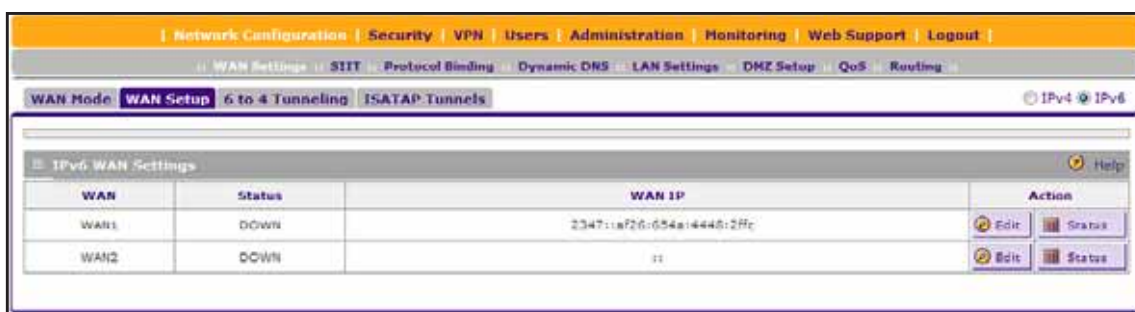 Network Configuration | Security | VPN | Users | Administration | Monitoring | Web Support | Logout |
WAN Settings SIIT Protocol Binding Dynamic DNS LAN Settings DMZ Setup QoS Routing
WAN Mode WAN Setup 6 to 4 Tunneling ISATAP Tunnels IPv4 IPv6
IPv6 WAN Settings Help
WAN Status WAN IP Action
WAN1 DOWN 2347::af26:654a:4448:2ffc Edit Status
WAN2 DOWN :: Edit Status